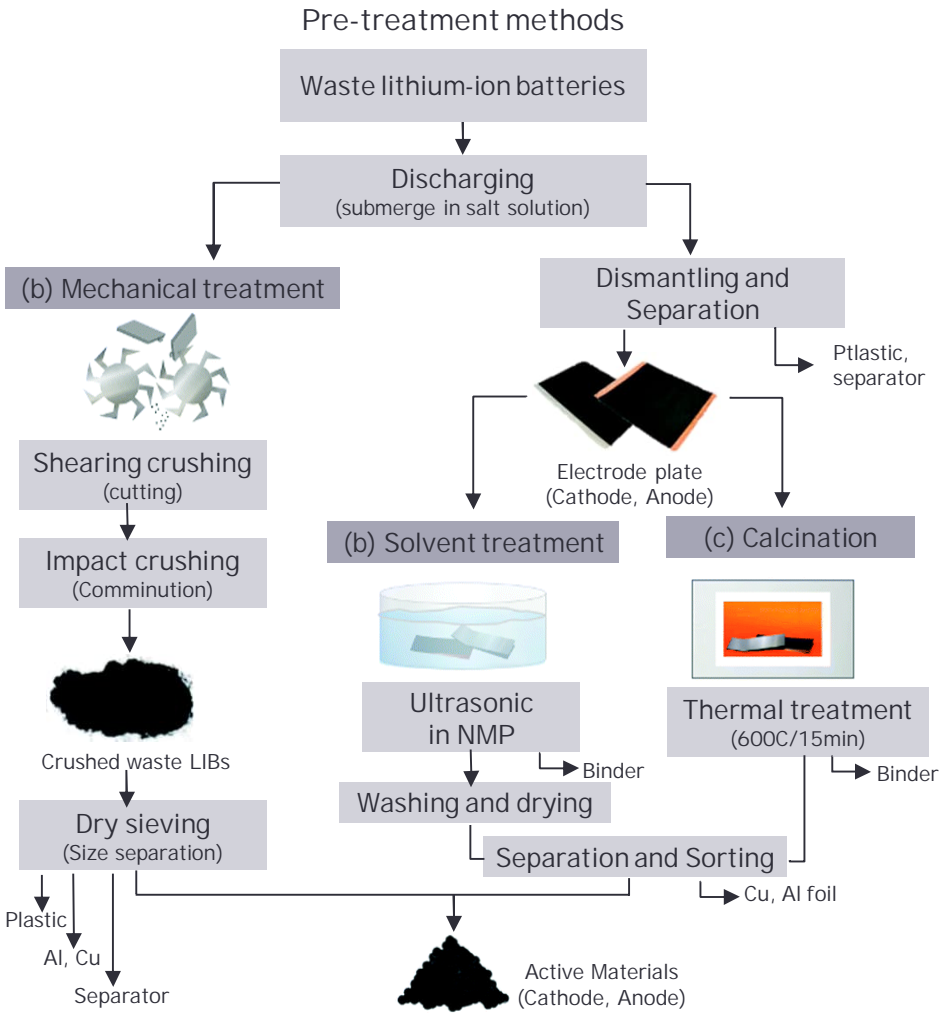 Pre-treatment methods
Waste lithium-ion batteries
Discharging
(submerge in salt solution)
(b) Mechanical treatment
Shearing crushing
(cutting)
Impact crushing
(Comminution)
Crushed waste LIBs
Dry sieving
(Size separation)
Plastic
Al, Cu
Separator
Dismantling and
Separation
Ptlastic,
separator
Electrode plate
(Cathode, Anode)
(b) Solvent treatment
Ultrasonic
in NMP
Binder
Washing and drying
(c) Calcination
Thermal treatment
(600C/15min)
Binder
Separation and Sorting
Cu, Al foil
Active Materials
(Cathode, Anode)